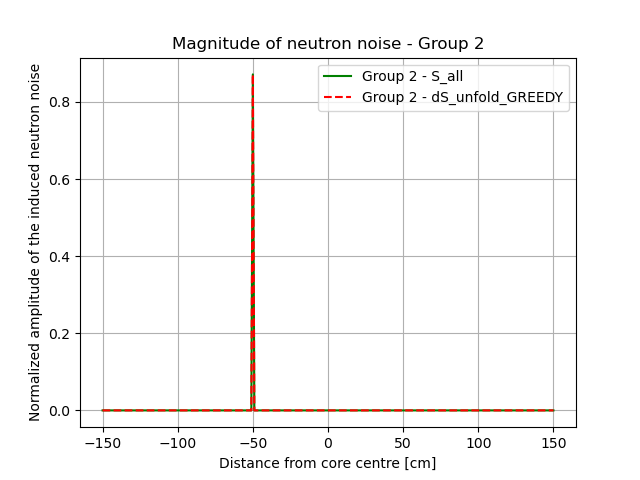 Magnitude of neutron noise - Group 2
Normalized amplitude of the induced neutron noise
0.8
0.6
0.4
0.2
0.0
Group 2 - S_all
Group 2 - dS_unfold_GREEDY
−150
−100
−50
0
50
100
150
Distance from core centre [cm]